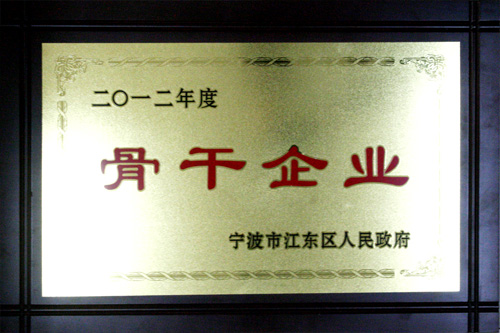 二〇一二年度
骨干企业
宁波市江东区人民政府